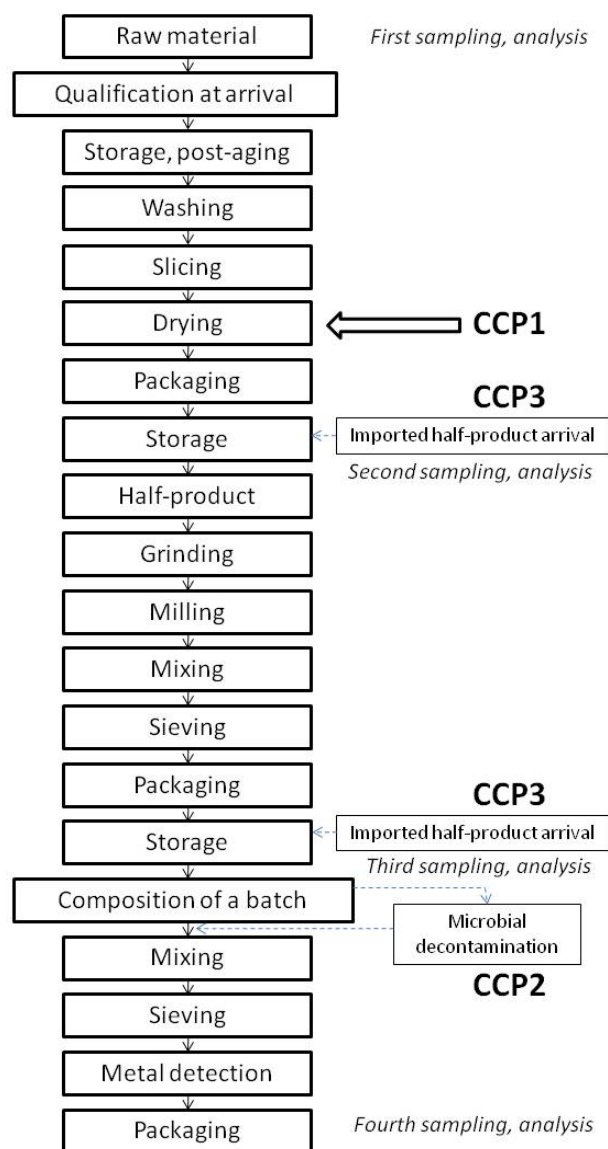 Raw material
First sampling, analysis
Qualification at arrival
Storage, post-aging
Washing
Slicing
Drying
CCP1
Packaging
CCP3
Storage
Imported half-product arrival
Second sampling, analysis
Half-product
Grinding
Milling
Mixing
Sieving
Packaging
CCP3
Storage
Imported half-product arrival
Third sampling, analysis
Composition of a batch
Microbial
decontamination
Mixing
CCP2
Sieving
Metal detection
Packaging
Fourth sampling, analysis